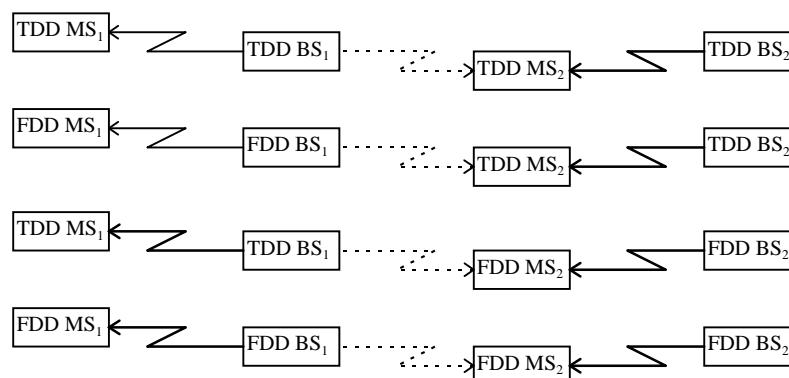 TDD MS₁ TDD BS₁ TDD MS₂ TDD BS₂
FDD MS₁ FDD BS₁ TDD MS₂ TDD BS₂
TDD MS₁ TDD BS₁ FDD MS₂ FDD BS₂
FDD MS₁ FDD BS₁ FDD MS₂ FDD BS₂